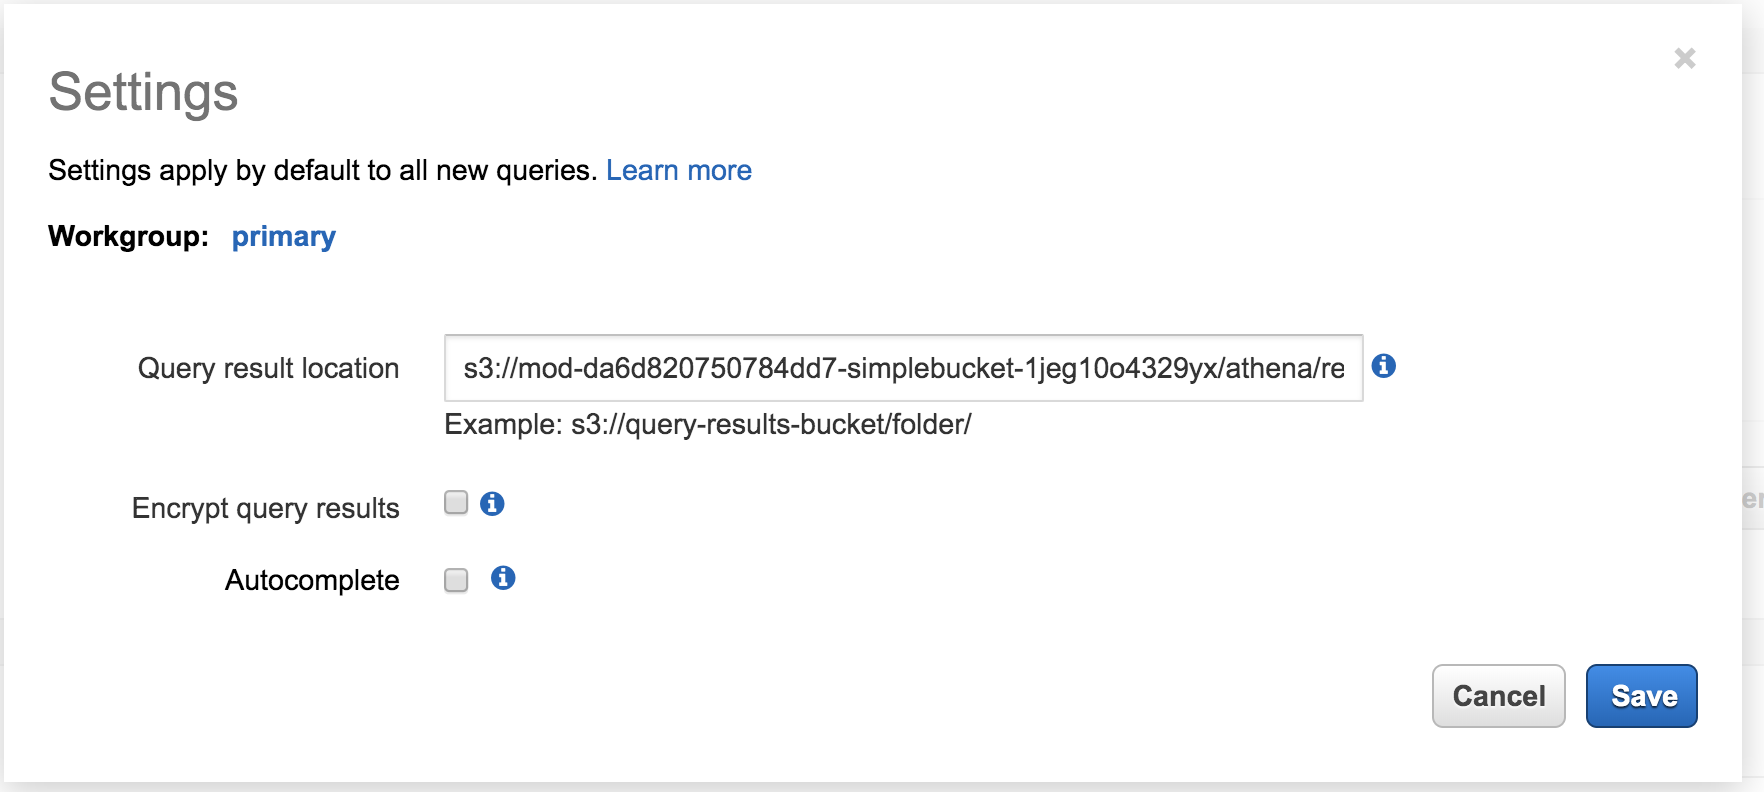 Settings
Settings apply by default to all new queries. Learn more
Workgroup: primary
Query result location s3://mod-da6d820750784dd7-simplebucket-1jeg10o4329yx/athena/re
Example: s3://query-results-bucket/folder/
Encrypt query results
Autocomplete
Cancel Save